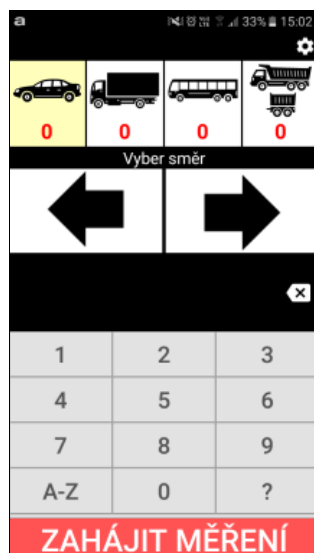 a 33% 15:02
0 0 0 0
Vyber směr
1 2 3
4 5 6
7 8 9
A-Z 0 ?
ZAHÁJIT MĚŘENÍ